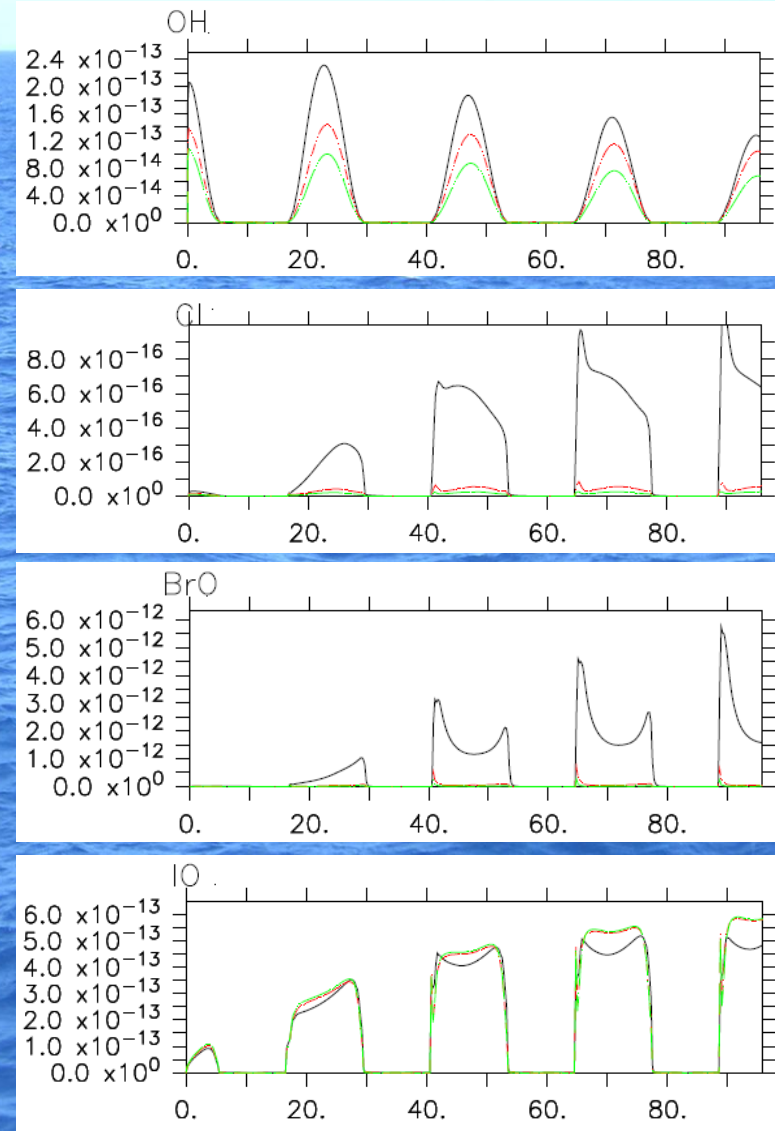 OH
2.4 x10⁻¹³
2.0 x10⁻¹³
1.6 x10⁻¹³
1.2 x10⁻¹³
8.0 x10⁻¹⁴
4.0 x10⁻¹⁴
0.0 x10⁰
0. 20. 40. 60. 80.
Cl
8.0 x10⁻¹⁶
6.0 x10⁻¹⁶
4.0 x10⁻¹⁶
2.0 x10⁻¹⁶
0.0 x10⁰
0. 20. 40. 60. 80.
BrO
6.0 x10⁻¹²
5.0 x10⁻¹²
4.0 x10⁻¹²
3.0 x10⁻¹²
2.0 x10⁻¹²
1.0 x10⁻¹²
0.0 x10⁰
0. 20. 40. 60. 80.
IO
6.0 x10⁻¹³
5.0 x10⁻¹³
4.0 x10⁻¹³
3.0 x10⁻¹³
2.0 x10⁻¹³
1.0 x10⁻¹³
0.0 x10⁰
0. 20. 40. 60. 80.